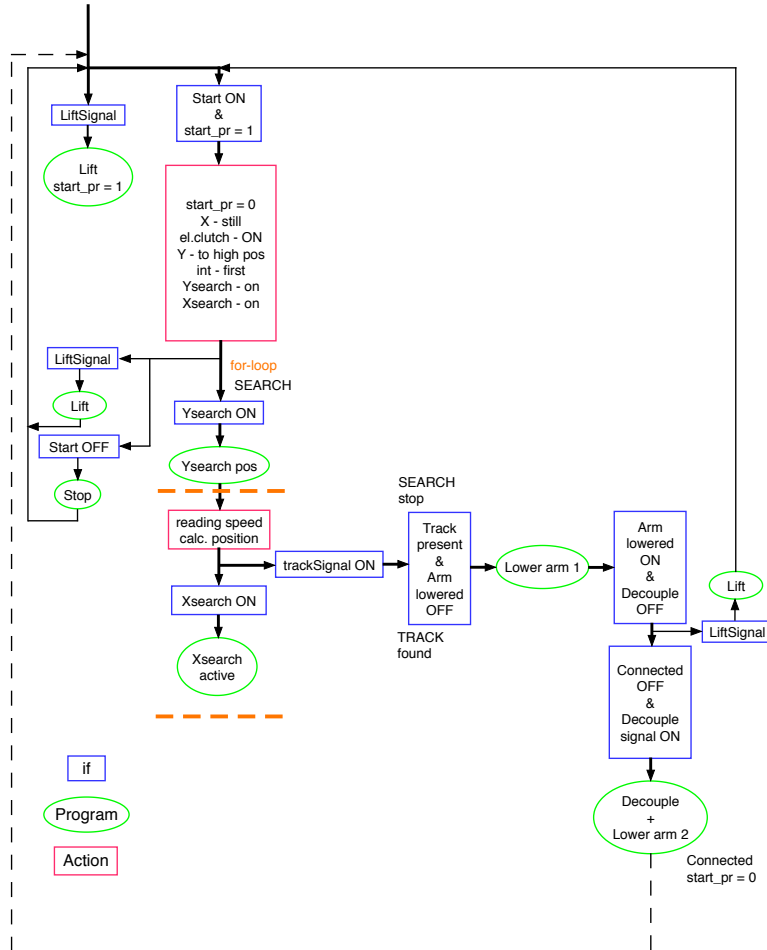 LiftSignal
Lift
start_pr = 1
Start ON
&
start_pr = 1
start_pr = 0
X - still
el.clutch - ON
Y - to high pos
int - first
Ysearch - on
Xsearch - on
LiftSignal
Lift
Start OFF
Stop
for-loop
SEARCH
Ysearch ON
Ysearch pos
reading speed
calc. position
trackSignal ON
Xsearch ON
Xsearch
active
SEARCH
stop
Track
present
&
Arm
lowered
OFF
TRACK
found
Lower arm 1
Arm
lowered
ON
&
Decouple
OFF
Lift
LiftSignal
Connected
OFF
&
Decouple
signal ON
Decouple
+
Lower arm 2
Connected
start_pr = 0
if
Program
Action